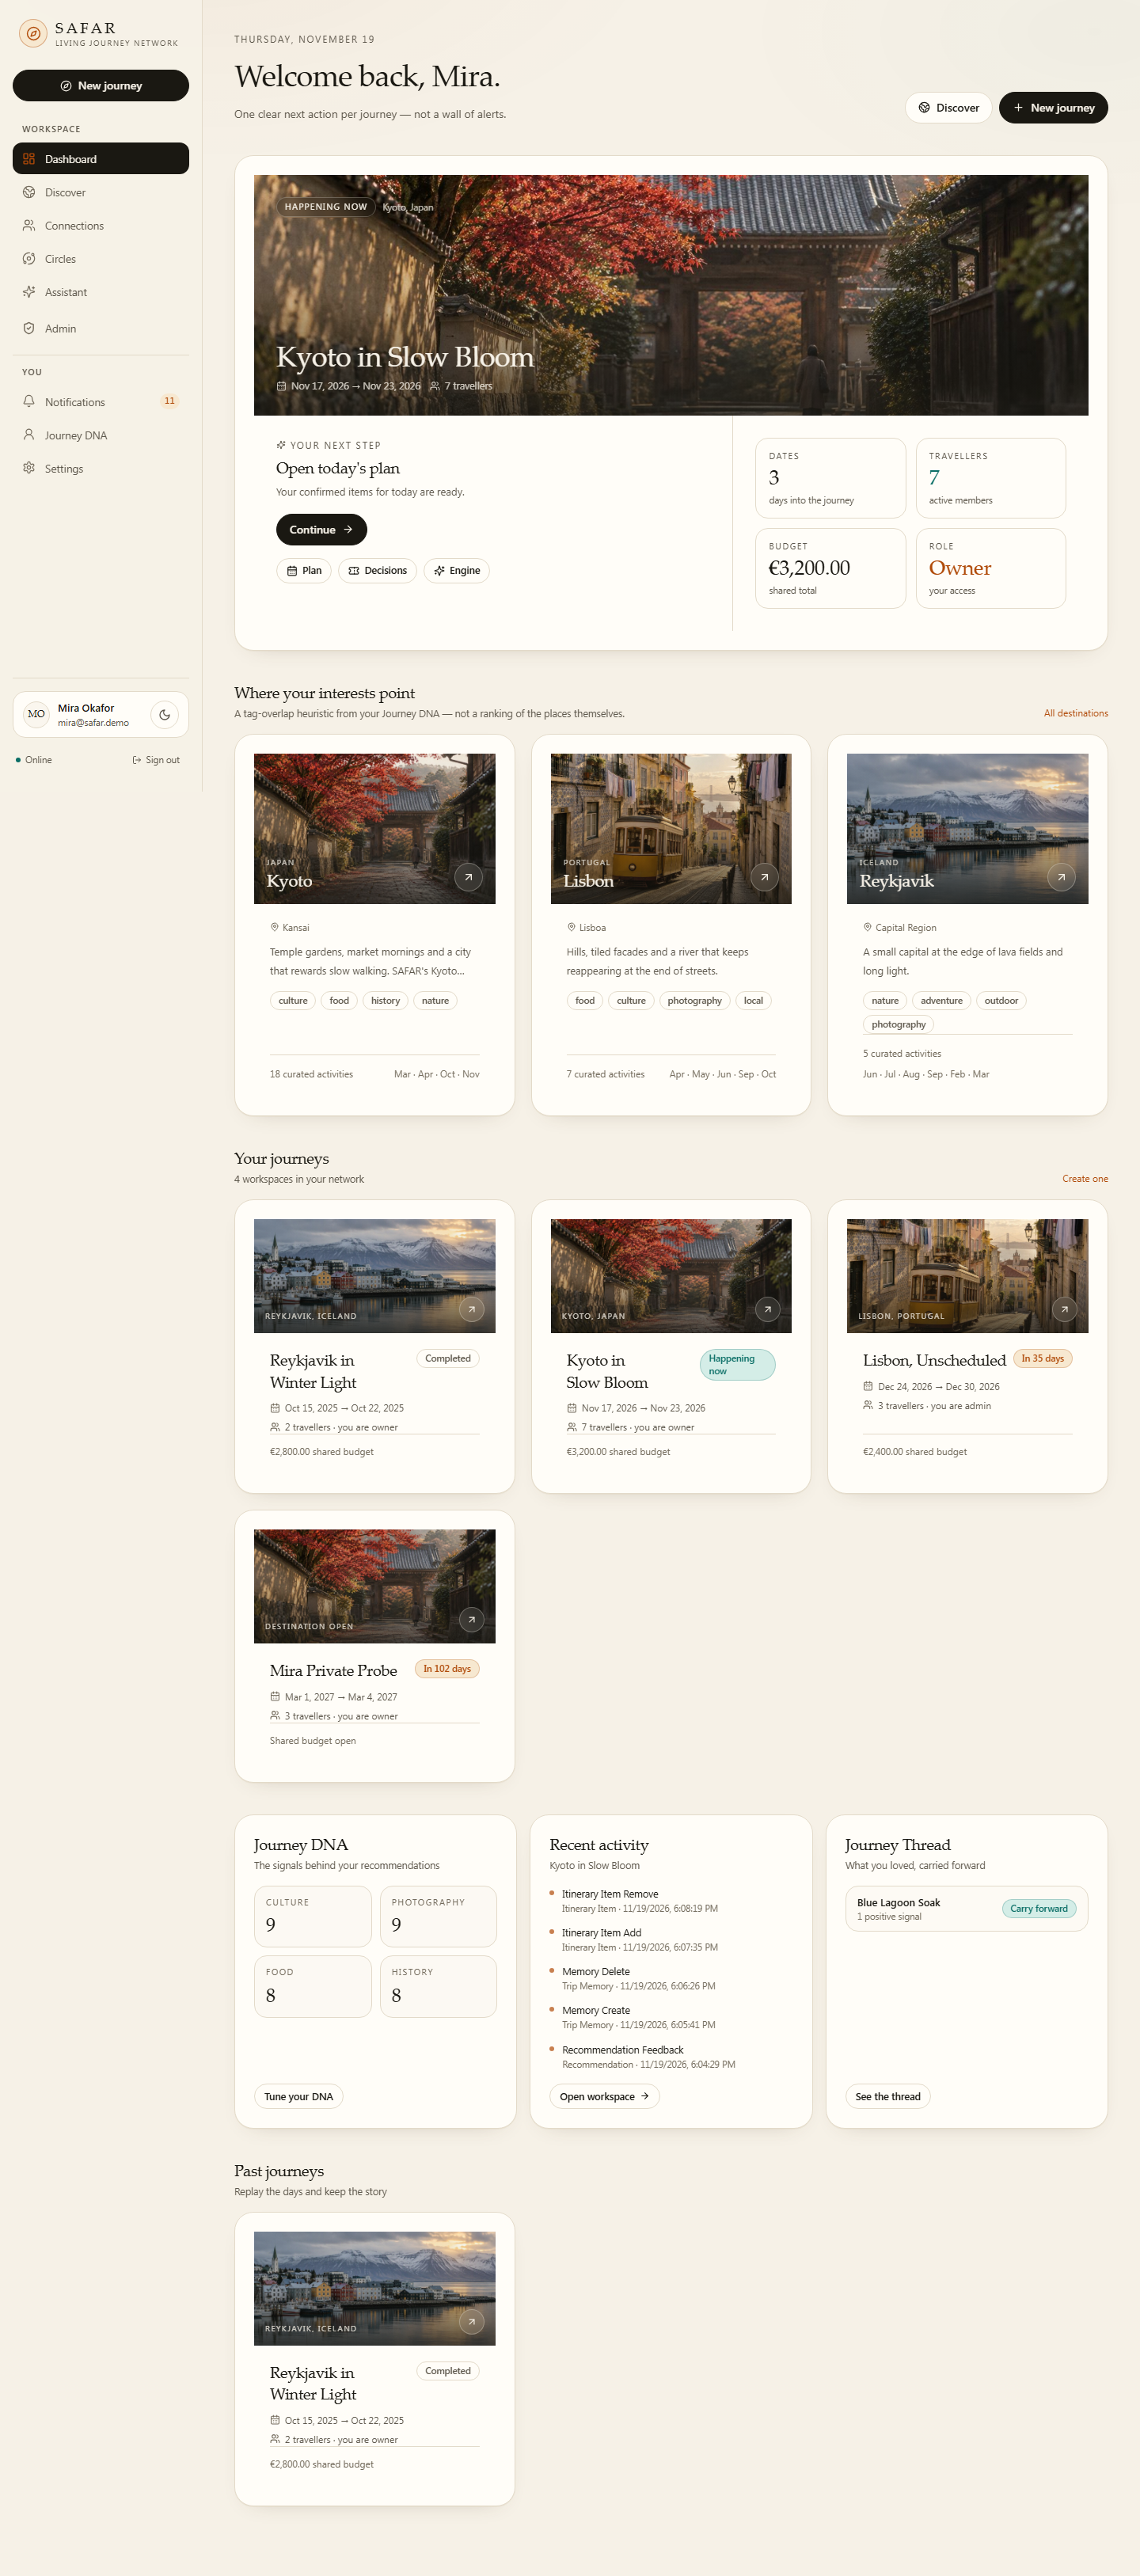 SAFAR
LIVING JOURNEY NETWORK
New journey
WORKSPACE
Dashboard
Discover
Connections
Circles
Assistant
Admin
YOU
Notifications 11
Journey DNA
Settings
MO
Mira Okafor
mira@safar.demo
Online
Sign out
THURSDAY, NOVEMBER 19
Welcome back, Mira.
One clear next action per journey — not a wall of alerts.
Discover
New journey
HAPPENING NOW Kyoto, Japan
Kyoto in Slow Bloom
Nov 17, 2026 → Nov 23, 2026 7 travellers
YOUR NEXT STEP
Open today's plan
Your confirmed items for today are ready.
Continue →
Plan
Decisions
Engine
DATES
3
days into the journey
TRAVELLERS
7
active members
BUDGET
€3,200.00
shared total
ROLE
Owner
your access
Where your interests point
A tag-overlap heuristic from your Journey DNA — not a ranking of the places themselves.
All destinations
JAPAN
Kyoto
Kansai
Temple gardens, market mornings and a city
that rewards slow walking. SAFAR's Kyoto...
culture food history nature
18 curated activities Mar · Apr · Oct · Nov
PORTUGAL
Lisbon
Lisboa
Hills, tiled facades and a river that keeps
reappearing at the end of streets.
food culture photography local
7 curated activities Apr · May · Jun · Sep · Oct
ICELAND
Reykjavik
Capital Region
A small capital at the edge of lava fields and
long light.
nature adventure outdoor
photography
5 curated activities
Jun · Jul · Aug · Sep · Feb · Mar
Your journeys
4 workspaces in your network
Create one
REYKJAVIK, ICELAND
Reykjavik in
Winter Light
Completed
Oct 15, 2025 → Oct 22, 2025
2 travellers · you are owner
€2,800.00 shared budget
KYOTO, JAPAN
Kyoto in
Slow Bloom
Happening
now
Nov 17, 2026 → Nov 23, 2026
7 travellers · you are owner
€3,200.00 shared budget
LISBON, PORTUGAL
Lisbon, Unscheduled
In 35 days
Dec 24, 2026 → Dec 30, 2026
3 travellers · you are admin
€2,400.00 shared budget
DESTINATION OPEN
Mira Private Probe
In 102 days
Mar 1, 2027 → Mar 4, 2027
3 travellers · you are owner
Shared budget open
Journey DNA
The signals behind your recommendations
CULTURE
9
PHOTOGRAPHY
9
FOOD
8
HISTORY
8
Tune your DNA
Recent activity
Kyoto in Slow Bloom
Itinerary Item Remove
Itinerary Item · 11/19/2026, 6:08:19 PM
Itinerary Item Add
Itinerary Item · 11/19/2026, 6:07:35 PM
Memory Delete
Trip Memory · 11/19/2026, 6:06:26 PM
Memory Create
Trip Memory · 11/19/2026, 6:05:41 PM
Recommendation Feedback
Recommendation · 11/19/2026, 6:04:29 PM
Open workspace →
Journey Thread
What you loved, carried forward
Blue Lagoon Soak
1 positive signal
Carry forward
See the thread
Past journeys
Replay the days and keep the story
REYKJAVIK, ICELAND
Reykjavik in
Winter Light
Completed
Oct 15, 2025 → Oct 22, 2025
2 travellers · you are owner
€2,800.00 shared budget